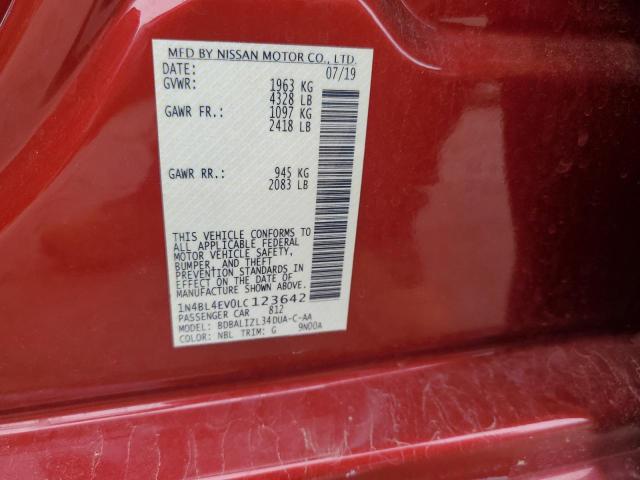 MFD BY NISSAN MOTOR CO., LTD.
DATE: 07/19
GVWR: 1963 KG
4328 LB
GAWR FR.: 1097 KG
2418 LB
GAWR RR.: 945 KG
2083 LB
THIS VEHICLE CONFORMS TO
ALL APPLICABLE FEDERAL
MOTOR VEHICLE SAFETY,
BUMPER, AND THEFT
PREVENTION STANDARDS IN
EFFECT ON THE DATE OF
MANUFACTURE SHOWN ABOVE.
1N4BL4EV0LC123642
PASSENGER CAR 812
MODEL: BDBALIZL34DUA-C-AA
COLOR: NBL TRIM: G 9N00A